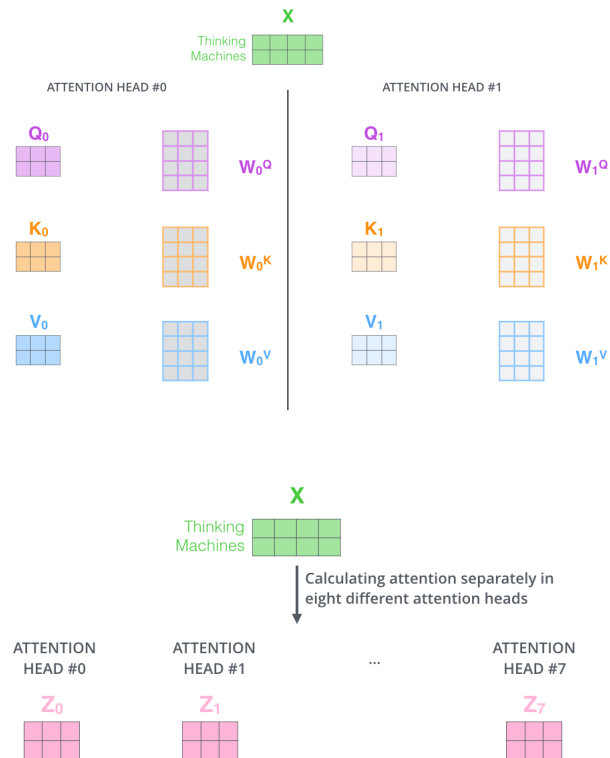 X
Thinking
Machines
ATTENTION HEAD #0
ATTENTION HEAD #1
Q₀
W₀Q
Q₁
W₁Q
K₀
W₀K
K₁
W₁K
V₀
W₀V
V₁
W₁V
X
Thinking
Machines
Calculating attention separately in
eight different attention heads
ATTENTION
HEAD #0
ATTENTION
HEAD #1
...
ATTENTION
HEAD #7
Z₀
Z₁
Z₇